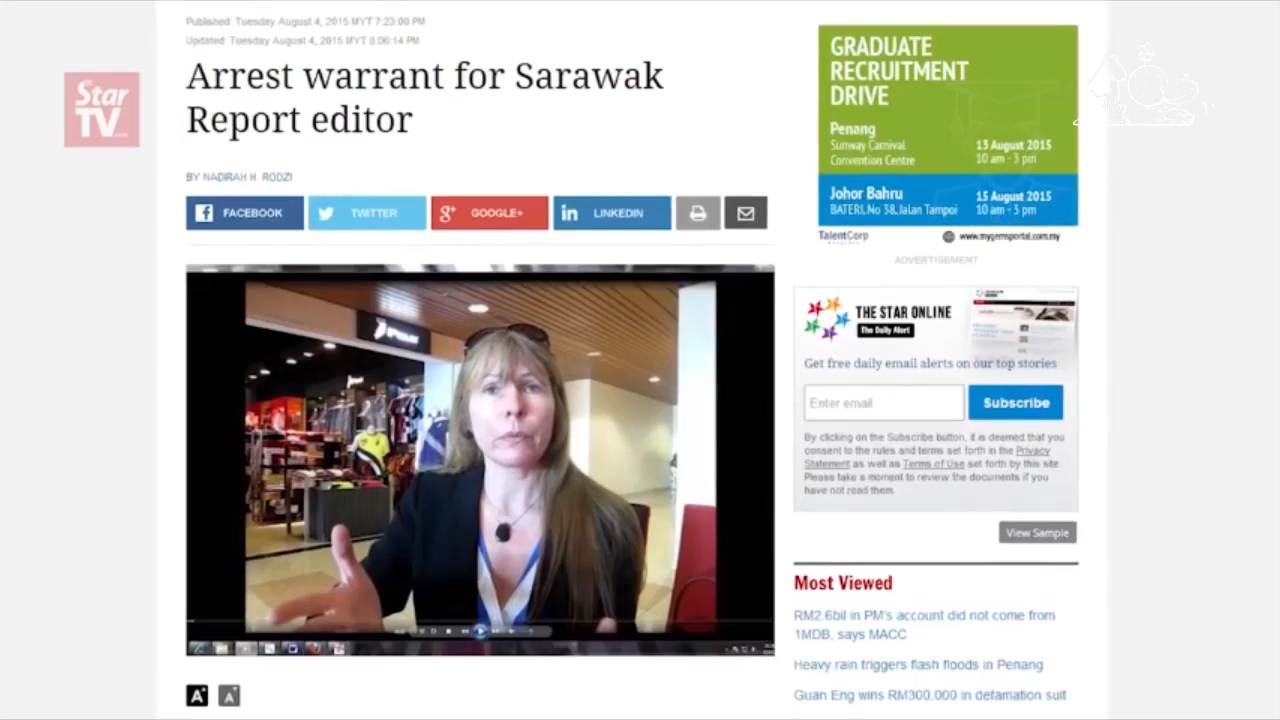 Published: Tuesday August 4, 2015 MYT 7:23:00 PM
Updated: Tuesday August 4, 2015 MYT 8:06:14 PM
Arrest warrant for Sarawak
Report editor
Star
TV.com
BY NADIRAH H. RODZI
FACEBOOK
TWITTER
GOOGLE+
LINKEDIN
GRADUATE
RECRUITMENT
DRIVE
Penang
Sunway Carnival
Convention Centre
13 August 2015
10 am - 3 pm
Johor Bahru
BATERI, No 38, Jalan Tampoi
15 August 2015
10 am - 3 pm
TalentCorp
www.mygemsportal.com.my
ADVERTISEMENT
THE STAR ONLINE
The Daily Alert
Get free daily email alerts on our top stories
Enter email
Subscribe
By clicking on the Subscribe button, it is deemed that you
consent to the rules and terms set forth in the Privacy
Statement as well as Terms of Use set forth by this site.
Please take a moment to review the documents if you
have not read them
View Sample
Most Viewed
RM2.6bil in PM's account did not come from
1MDB, says MACC
Heavy rain triggers flash floods in Penang
Guan Eng wins RM300,000 in defamation suit
A
A